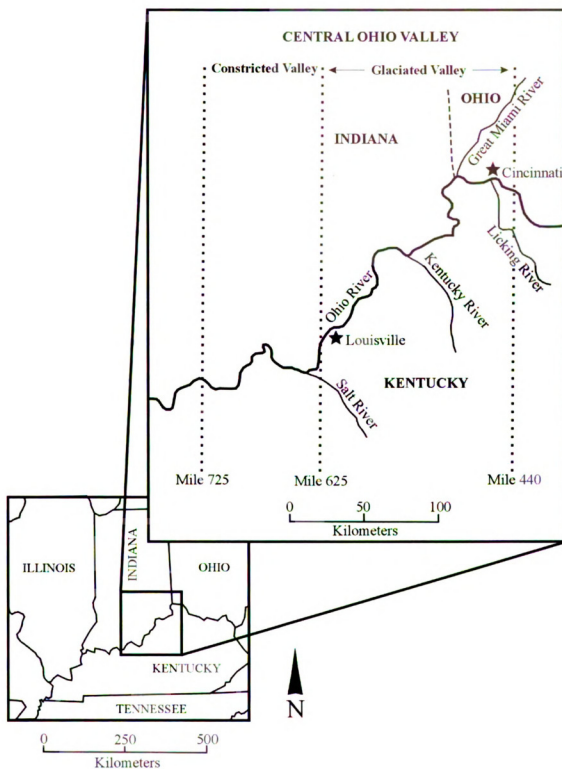 CENTRAL OHIO VALLEY
Constricted Valley
Glaciated Valley
OHIO
INDIANA
Great Miami River
Cincinnati
Licking River
Kentucky River
Ohio River
Louisville
KENTUCKY
Salt River
Mile 725
Mile 625
Mile 440
0 50 100
Kilometers
ILLINOIS
INDIANA
OHIO
KENTUCKY
TENNESSEE
N
0 250 500
Kilometers